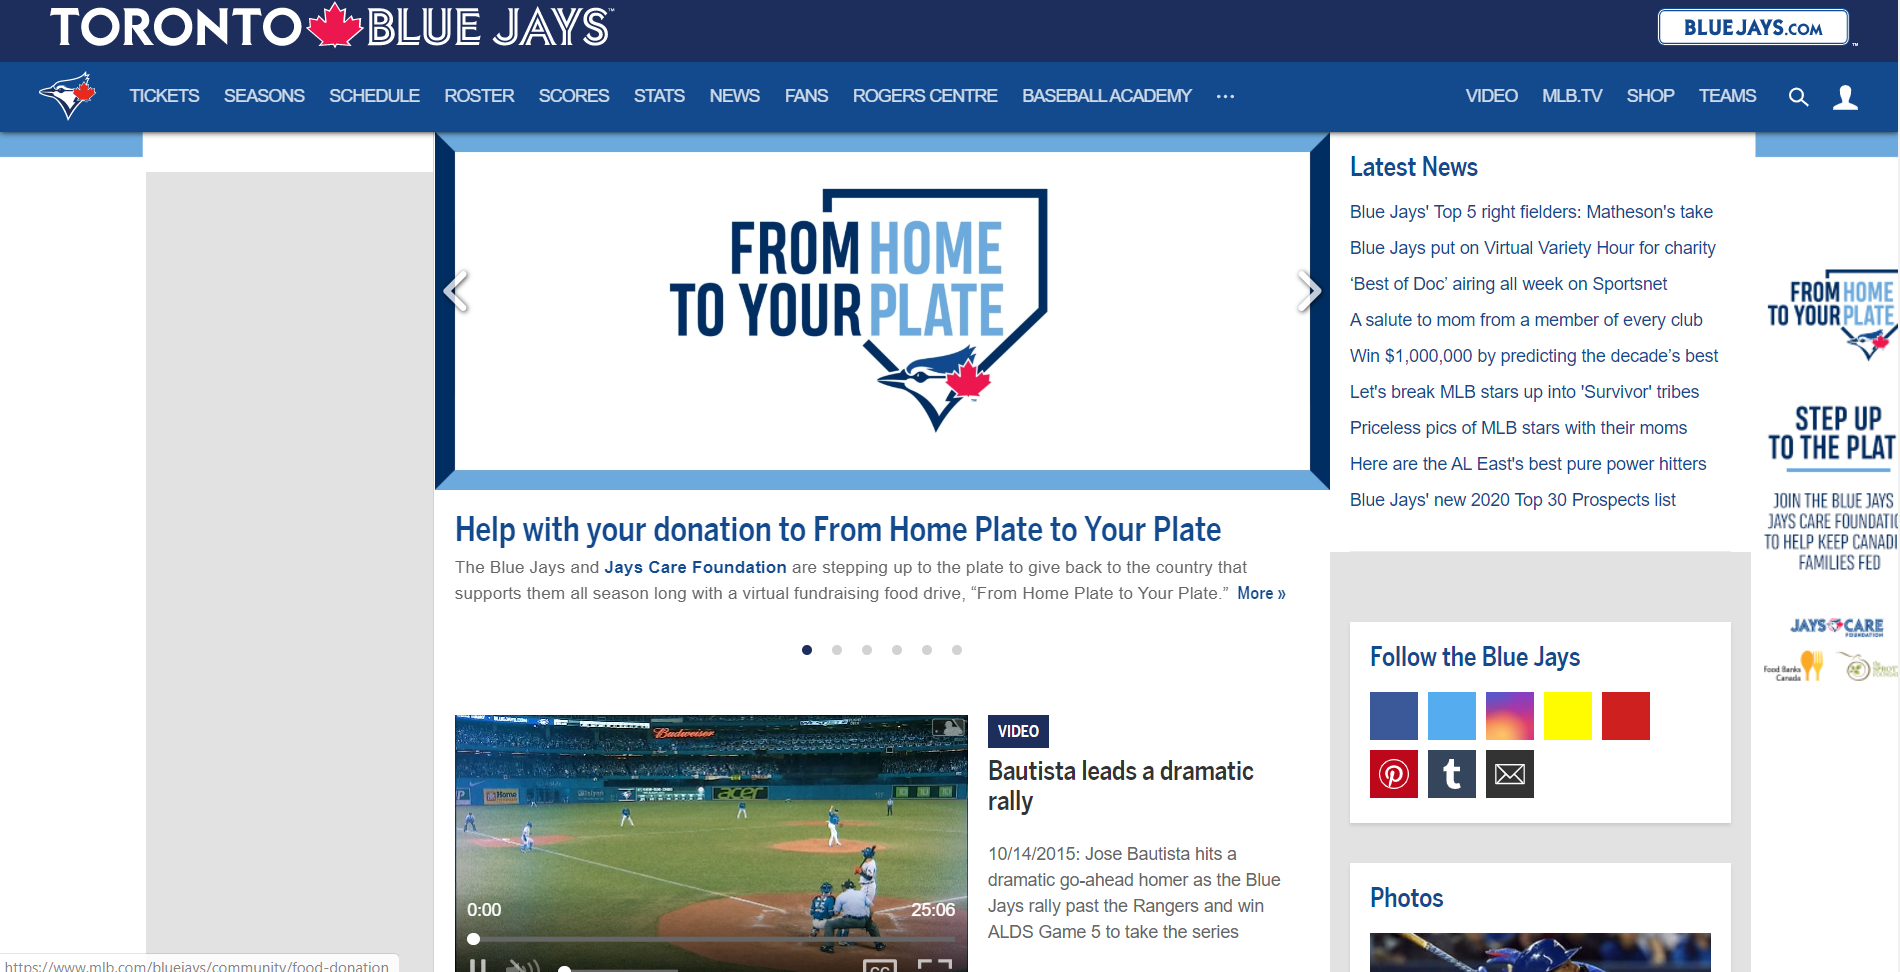 TORONTO BLUE JAYS™
BLUEJAYS.COM™
TICKETS SEASONS SCHEDULE ROSTER SCORES STATS NEWS FANS ROGERS CENTRE BASEBALL ACADEMY ... VIDEO MLB.TV SHOP TEAMS
FROM HOME
TO YOUR PLATE
Help with your donation to From Home Plate to Your Plate
The Blue Jays and Jays Care Foundation are stepping up to the plate to give back to the country that
supports them all season long with a virtual fundraising food drive, “From Home Plate to Your Plate.” More »
Budweiser
Home
acer
0:00
25:06
CC
VIDEO
Bautista leads a dramatic
rally
10/14/2015: Jose Bautista hits a
dramatic go-ahead homer as the Blue
Jays rally past the Rangers and win
ALDS Game 5 to take the series
Latest News
Blue Jays' Top 5 right fielders: Matheson's take
Blue Jays put on Virtual Variety Hour for charity
‘Best of Doc’ airing all week on Sportsnet
A salute to mom from a member of every club
Win $1,000,000 by predicting the decade’s best
Let's break MLB stars up into 'Survivor' tribes
Priceless pics of MLB stars with their moms
Here are the AL East's best pure power hitters
Blue Jays' new 2020 Top 30 Prospects list
Follow the Blue Jays
Photos
FROM HOME
TO YOUR PLATE
STEP UP
TO THE PLAT
JOIN THE BLUE JAYS
JAYS CARE FOUNDATIO
TO HELP KEEP CANADI
FAMILIES FED
JAYS CARE
FOUNDATION
Food Banks
Canada
the
SPROT
FOUND
https://www.mlb.com/bluejays/community/food-donation